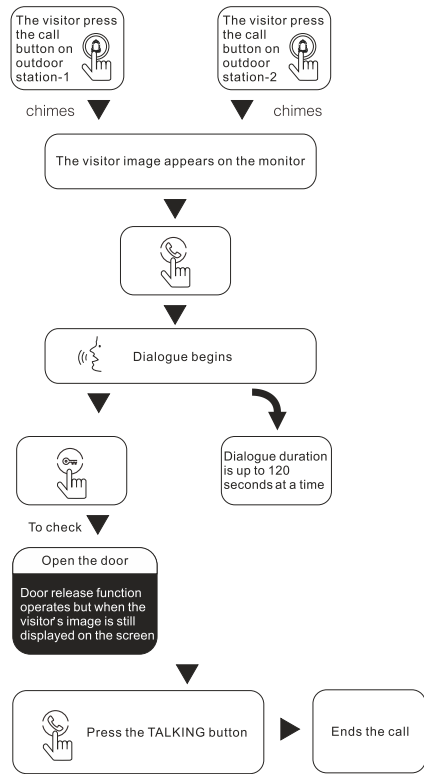 The visitor press
the call
button on
outdoor
station-1
The visitor press
the call
button on
outdoor
station-2
chimes
chimes
The visitor image appears on the monitor
Dialogue begins
Dialogue duration
is up to 120
seconds at a time
To check
Open the door
Door release function
operates but when the
visitor's image is still
displayed on the screen
Press the TALKING button
Ends the call